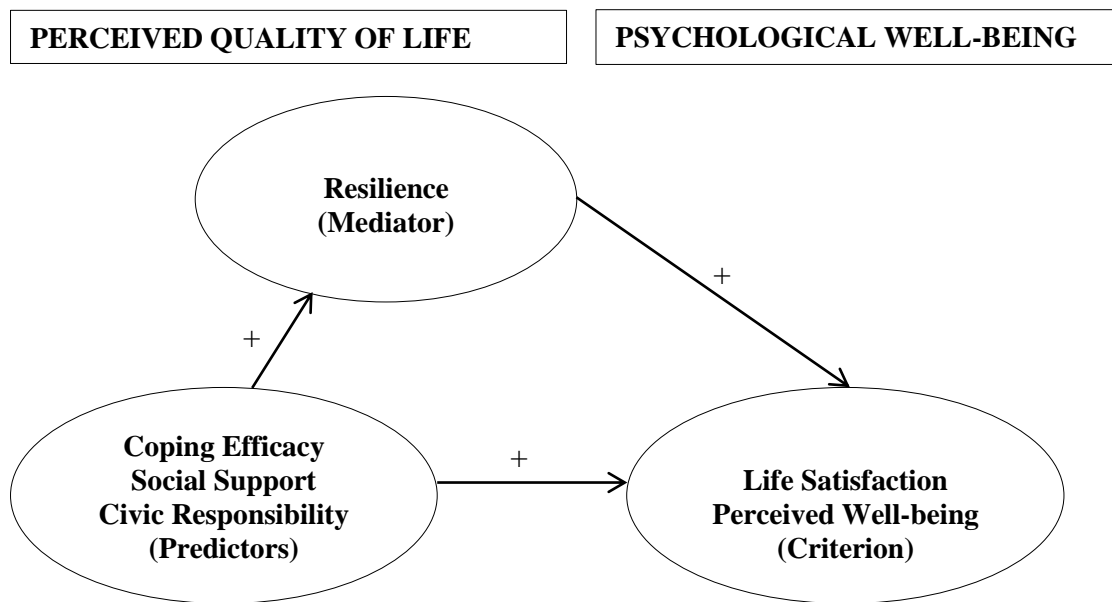 PERCEIVED QUALITY OF LIFE
PSYCHOLOGICAL WELL-BEING
Resilience
(Mediator)
+
+
Coping Efficacy
Social Support
Civic Responsibility
(Predictors)
+
Life Satisfaction
Perceived Well-being
(Criterion)